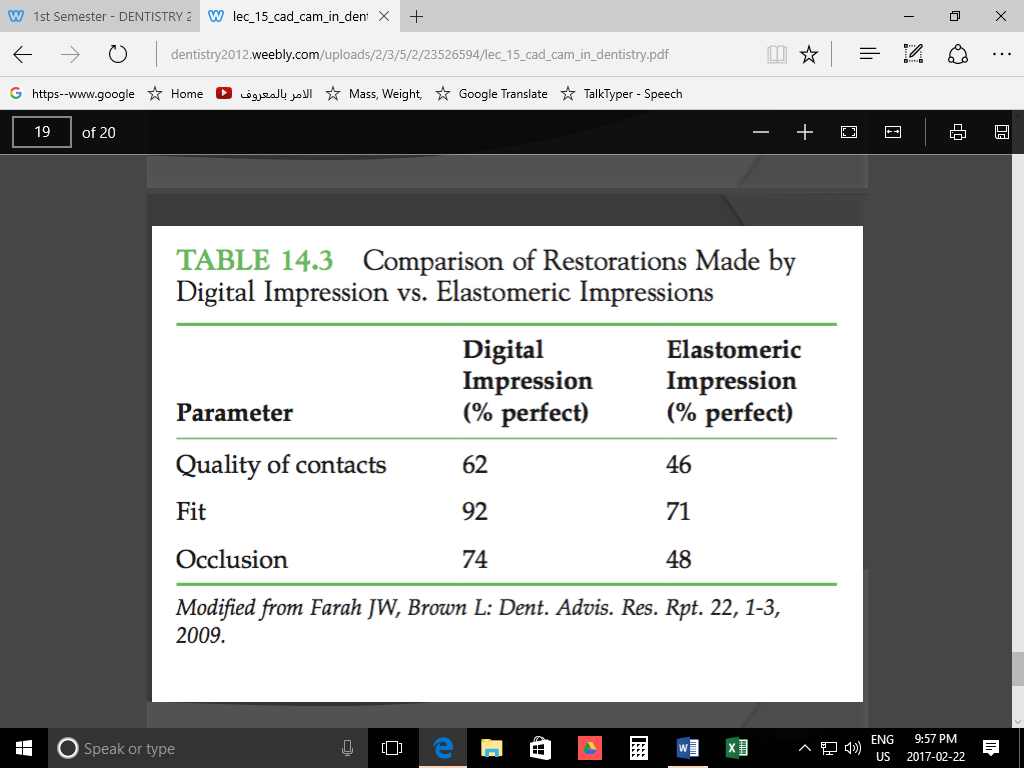 1st Semester - DENTISTRY 2
lec_15_cad_cam_in_dent
dentistry2012.weebly.com/uploads/2/3/5/2/23526594/lec_15_cad_cam_in_dentistry.pdf
https--www.google Home الامر بالمعروف Mass, Weight, Google Translate TalkTyper - Speech
19 of 20
TABLE 14.3 Comparison of Restorations Made by
Digital Impression vs. Elastomeric Impressions
Digital Elastomeric
Impression Impression
Parameter (% perfect) (% perfect)
Quality of contacts 62 46
Fit 92 71
Occlusion 74 48
Modified from Farah JW, Brown L: Dent. Advis. Res. Rpt. 22, 1-3,
2009.
Speak or type
ENG 9:57 PM
US 2017-02-22